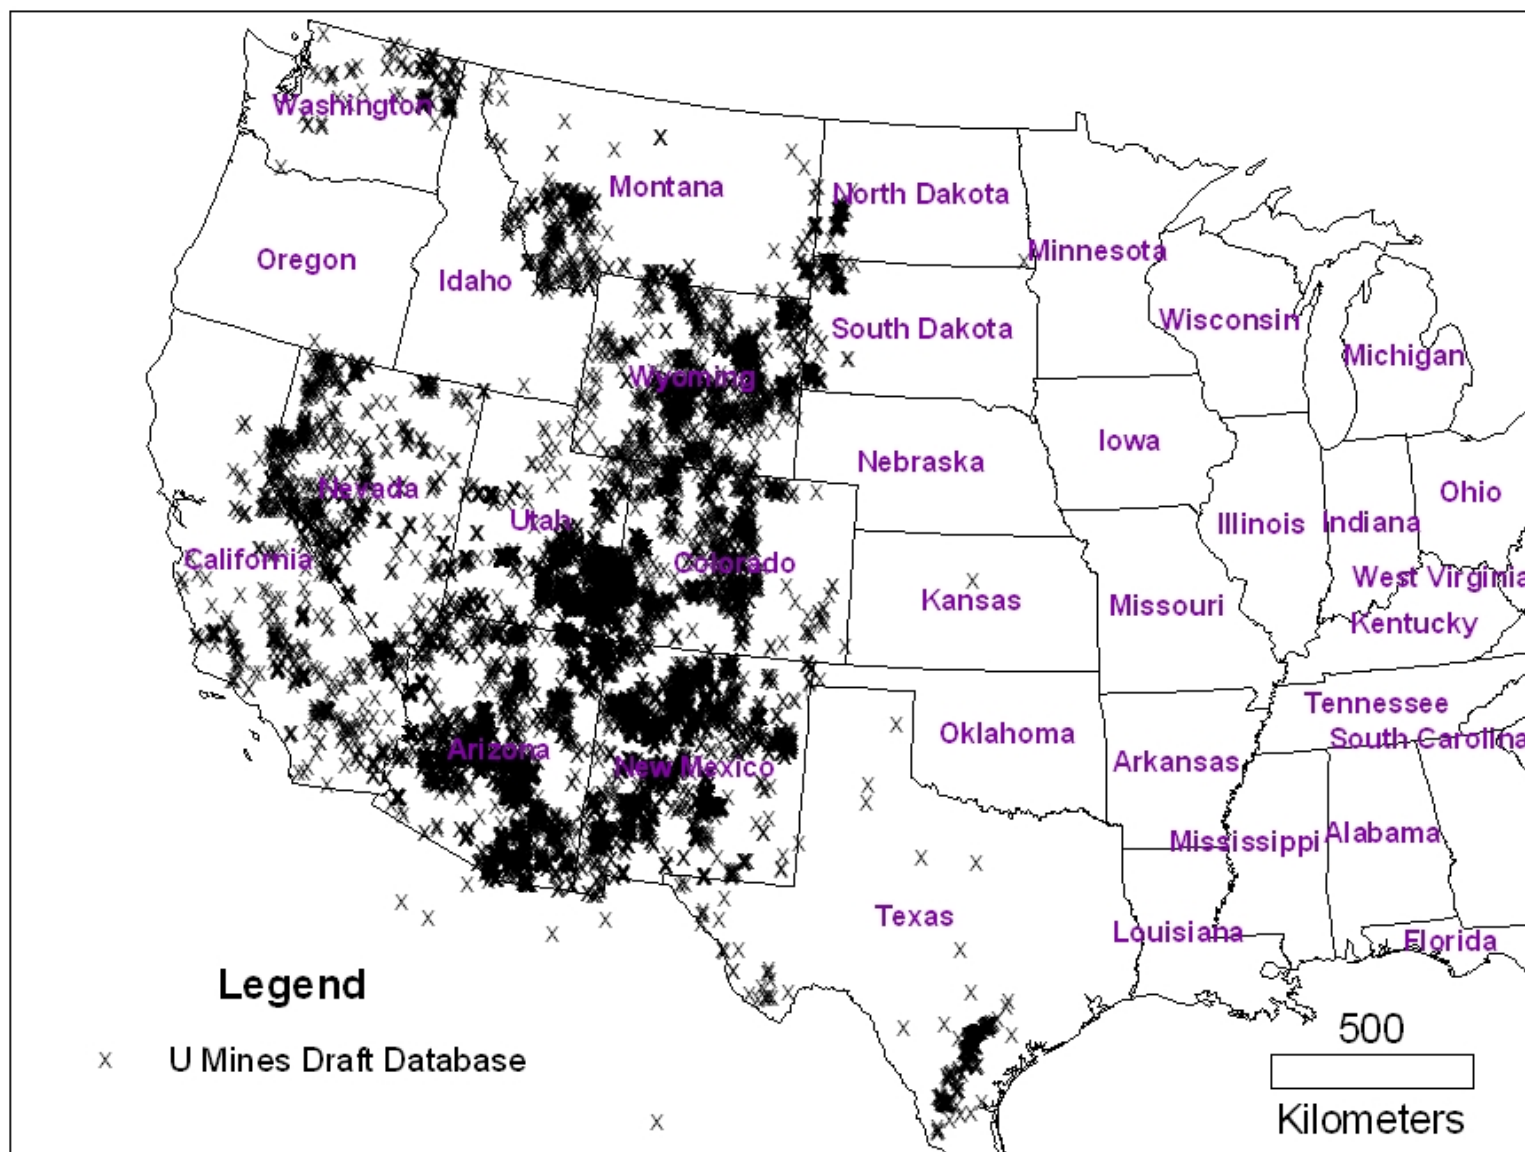 Washington
Montana
North Dakota
Minnesota
Oregon
Idaho
South Dakota
Wisconsin
Michigan
Wyoming
Iowa
Nebraska
Nevada
Ohio
Utah
Illinois
Indiana
California
Colorado
West Virginia
Kansas
Missouri
Kentucky
Tennessee
Oklahoma
South Carolina
Arizona
New Mexico
Arkansas
Mississippi
Alabama
Texas
Louisiana
Florida
Legend
X U Mines Draft Database
500
Kilometers